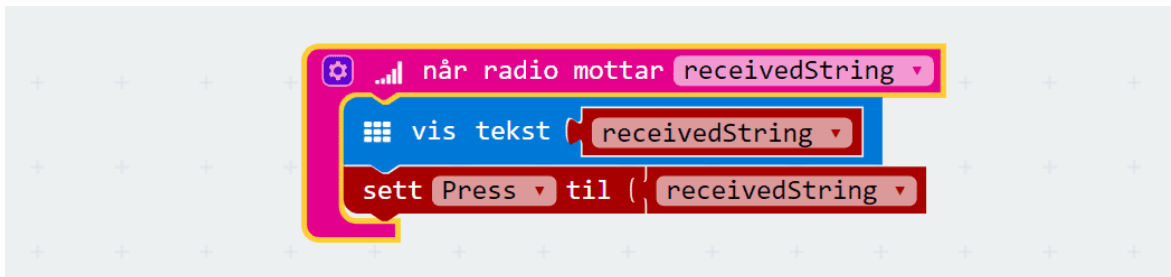 når radio mottar receivedString
vis tekst receivedString
sett Press til receivedString